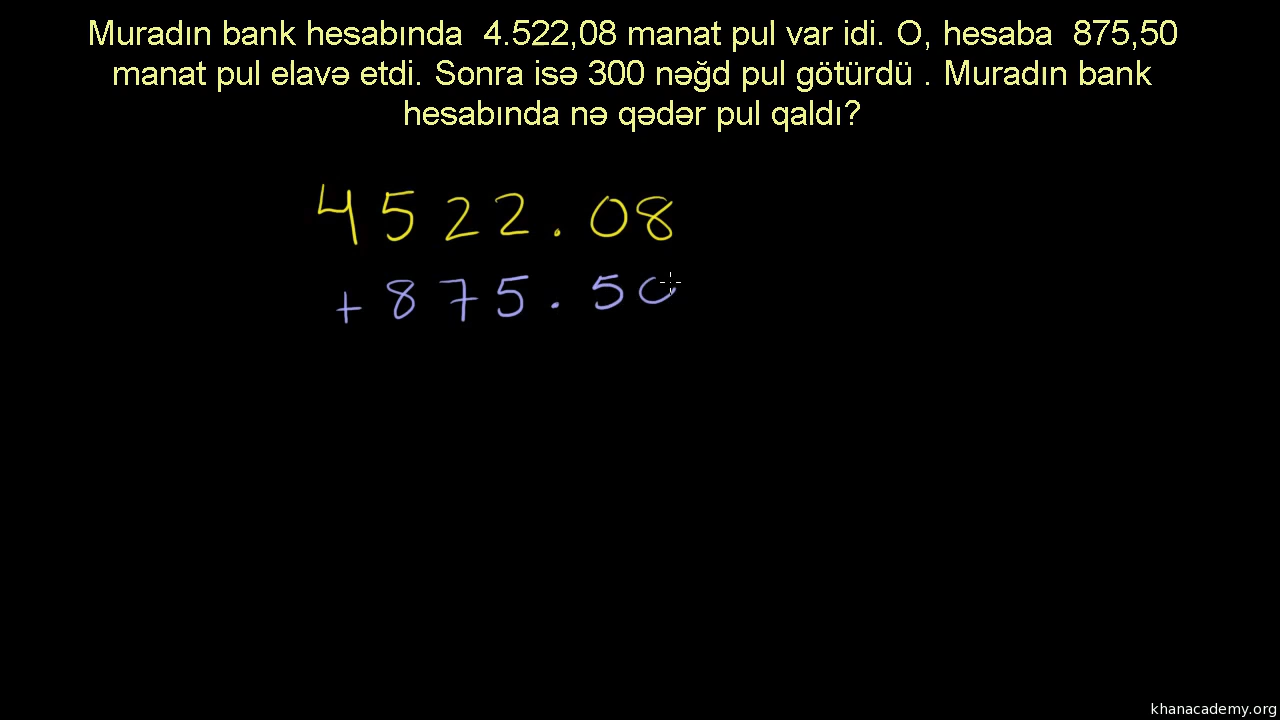 Muradın bank hesabında 4.522,08 manat pul var idi. O, hesaba 875,50
manat pul elavə etdi. Sonra isə 300 nəğd pul götürdü . Muradın bank
hesabında nə qədər pul qaldı?
4522.08
+875.50
khanacademy.org